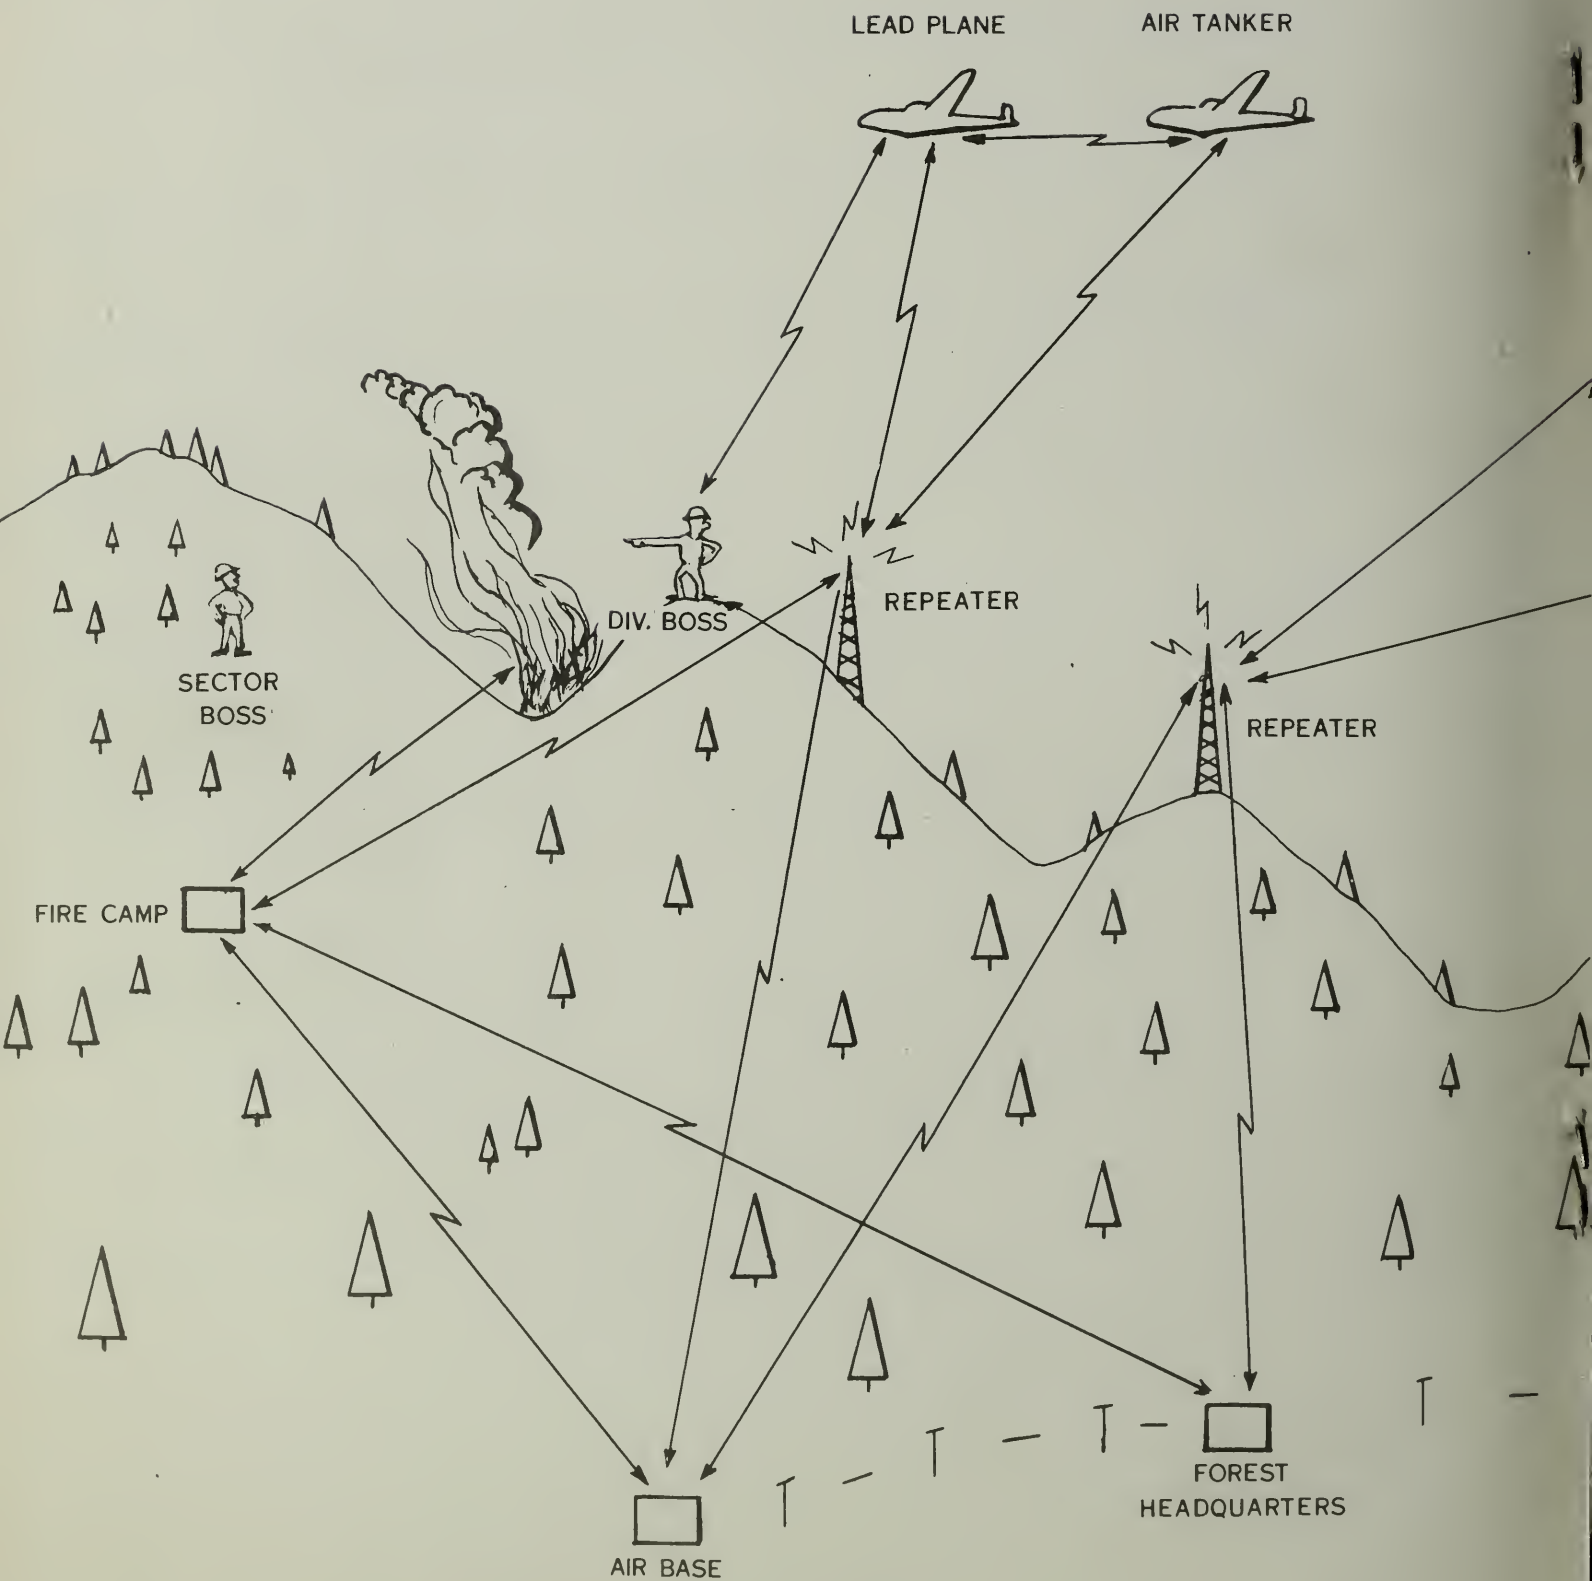 LEAD PLANE
AIR TANKER
DIV. BOSS
REPEATER
SECTOR
BOSS
REPEATER
FIRE CAMP
FOREST
HEADQUARTERS
AIR BASE